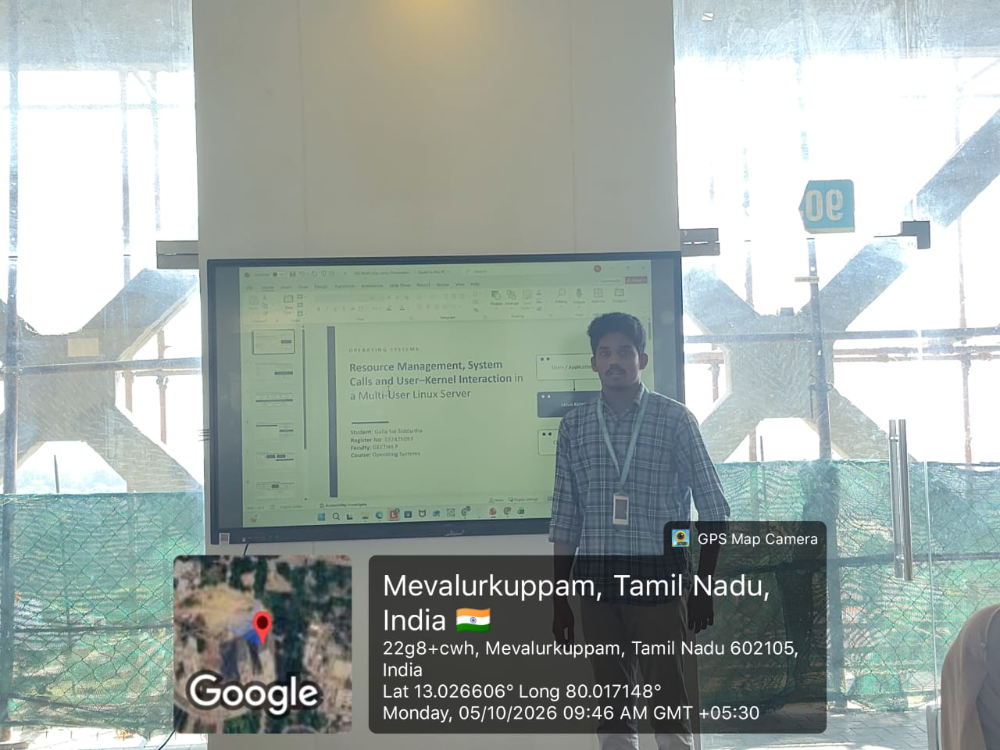 90
OPERATING SYSTEMS
Resource Management, System
Calls and User–Kernel Interaction in
a Multi-User Linux Server
Student: Galla Sai Siddartha
Register No: 192425093
Faculty: GEETHA P
Course: Operating Systems
Users / Application
Linux Kern
GPS Map Camera
Google
Mevalurkuppam, Tamil Nadu,
India 🇮🇳
22g8+cwh, Mevalurkuppam, Tamil Nadu 602105,
India
Lat 13.026606° Long 80.017148°
Monday, 05/10/2026 09:46 AM GMT +05:30